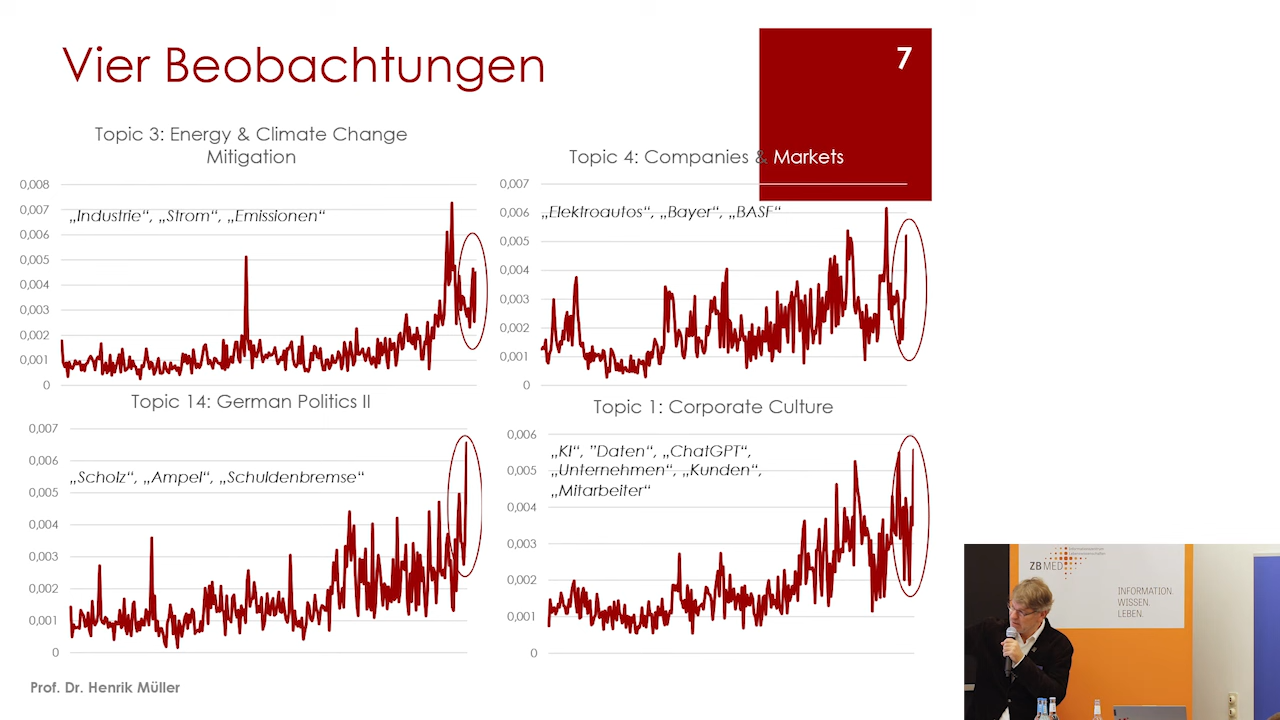 Vier Beobachtungen
7
Topic 3: Energy & Climate Change
Mitigation
0,008
0,007
0,006
0,005
0,004
0,003
0,002
0,001
0
„Industrie“, „Strom“, „Emissionen“
Topic 4: Companies & Markets
0,007
0,006
0,005
0,004
0,003
0,002
0,001
0
„Elektroautos“, „Bayer“, „BASF“
Topic 14: German Politics II
0,007
0,006
0,005
0,004
0,003
0,002
0,001
0
„Scholz“, „Ampel“, „Schuldenbremse“
Topic 1: Corporate Culture
0,006
0,005
0,004
0,003
0,002
0,001
0
„KI“, ”Daten“, „ChatGPT“,
„Unternehmen“, „Kunden“,
„Mitarbeiter“
Prof. Dr. Henrik Müller
ZB MED
INFORMATION.
WISSEN.
LEBEN.